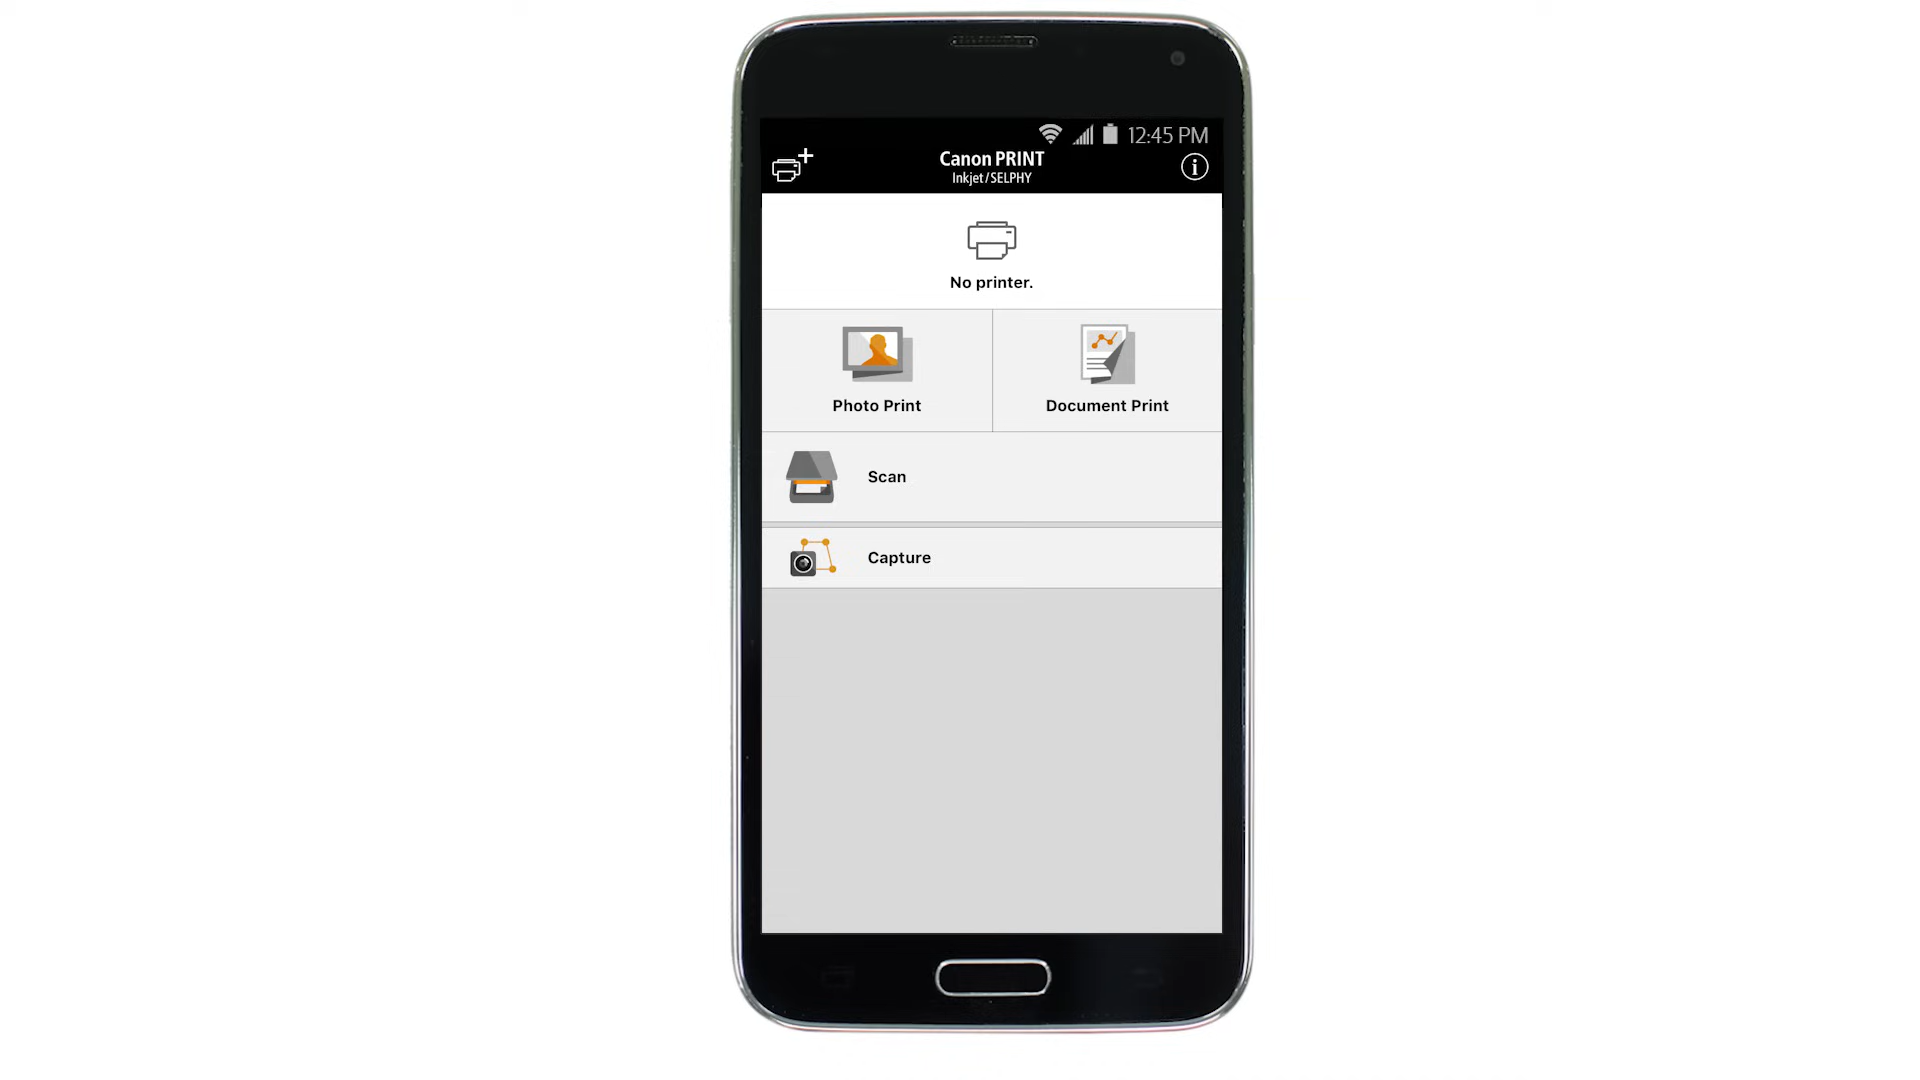 12:45 PM
Canon PRINT
Inkjet/SELPHY
No printer.
Photo Print
Document Print
Scan
Capture